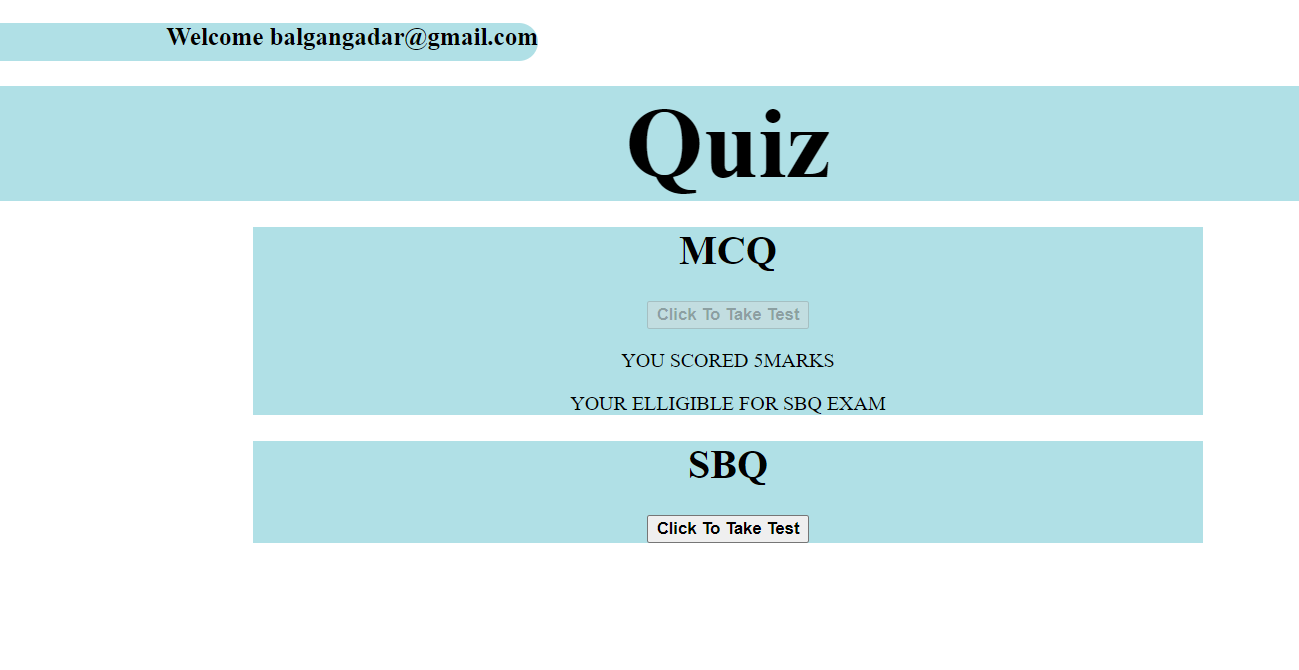 Welcome balgangadar@gmail.com
Quiz
MCQ
Click To Take Test
YOU SCORED 5MARKS
YOUR ELLIGIBLE FOR SBQ EXAM
SBQ
Click To Take Test